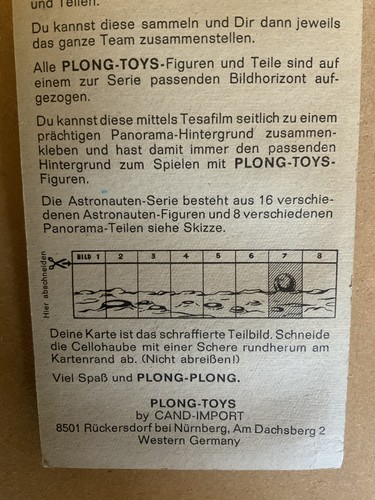 und Teilen.
Du kannst diese sammeln und Dir dann jeweils
das ganze Team zusammenstellen.
Alle PLONG-TOYS-Figuren und Teile sind auf
einem zur Serie passenden Bildhorizont auf-
gezogen.
Du kannst diese mittels Tesafilm seitlich zu einem
prächtigen Panorama-Hintergrund zusammen-
kleben und hast damit immer den passenden
Hintergrund zum Spielen mit PLONG-TOYS-
Figuren.
Die Astronauten-Serie besteht aus 16 verschie-
denen Astronauten-Figuren und 8 verschiedenen
Panorama-Teilen siehe Skizze.
Hier abschneiden
BILD 1 2 3 4 5 6 7 8
Deine Karte ist das schraffierte Teilbild. Schneide
die Cellohaube mit einer Schere rundherum am
Kartenrand ab. (Nicht abreißen!)
Viel Spaß und PLONG-PLONG.
PLONG-TOYS
by CAND-IMPORT
8501 Rückersdorf bei Nürnberg, Am Dachsberg 2
Western Germany